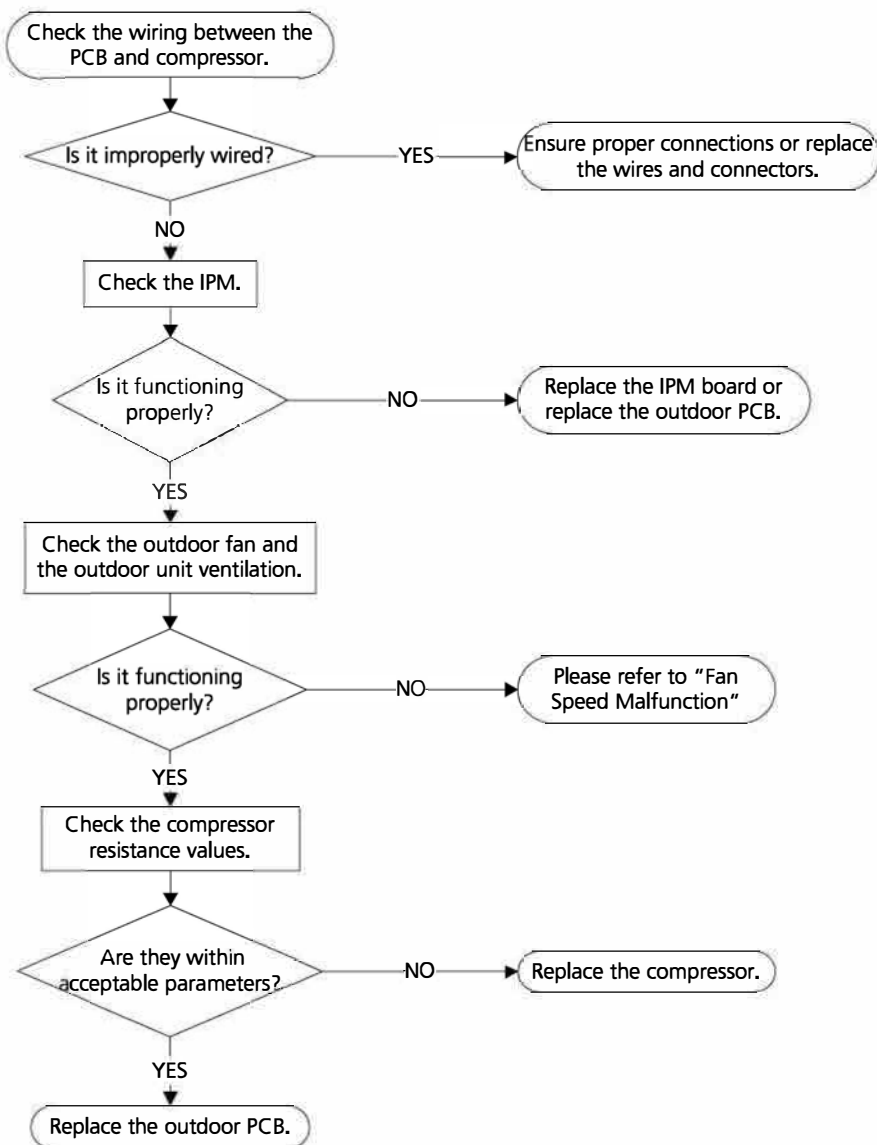 Check the wiring between the
PCB and compressor.
Is it improperly wired?
YES
Ensure proper connections or replace
the wires and connectors.
NO
Check the IPM.
Is it functioning
properly?
NO
Replace the IPM board or
replace the outdoor PCB.
YES
Check the outdoor fan and
the outdoor unit ventilation.
Is it functioning
properly?
NO
Please refer to "Fan
Speed Malfunction"
YES
Check the compressor
resistance values.
Are they within
acceptable parameters?
NO
Replace the compressor.
YES
Replace the outdoor PCB.